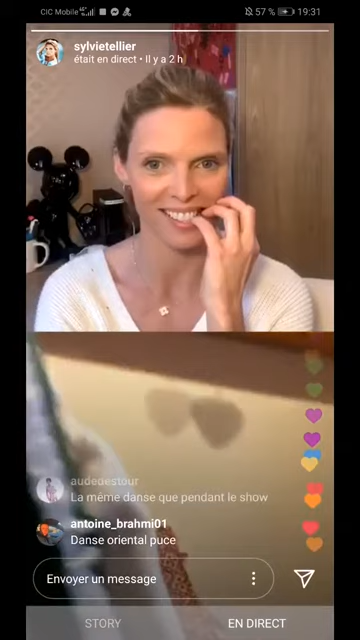 CIC Mobile 4G+ 57 % 19:31
sylvietellier
était en direct • Il y a 2 h
audedestour
La même danse que pendant le show
antoine_brahmi01
Danse oriental puce
Envoyer un message
STORY EN DIRECT